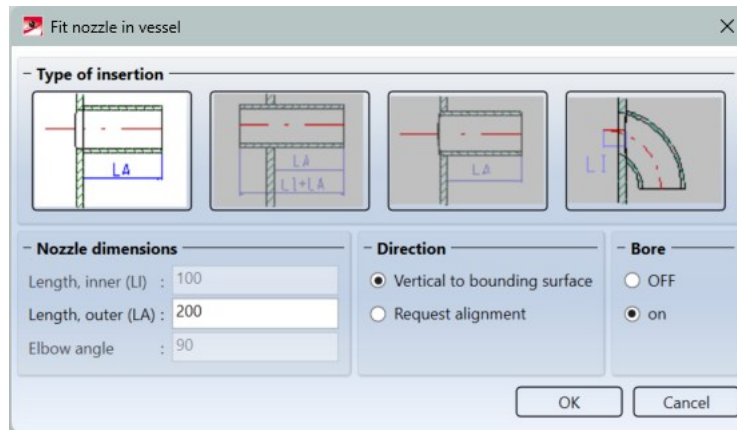 Fit nozzle in vessel
Type of insertion
LA
LA
LI+LA
LA
LI
Nozzle dimensions
Length, inner (LI) : 100
Length, outer (LA) : 200
Elbow angle : 90
Direction
Vertical to bounding surface
Request alignment
Bore
OFF
on
OK
Cancel